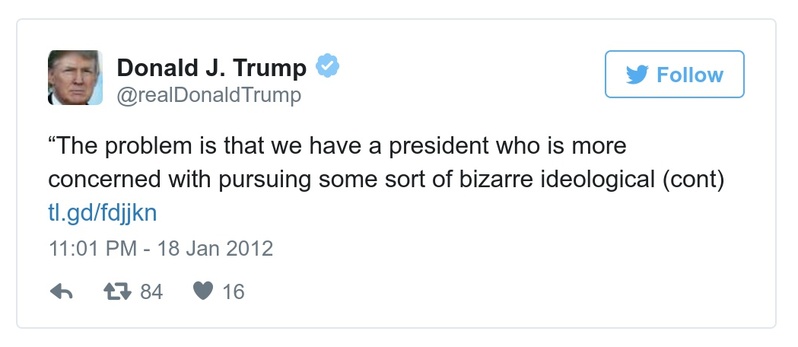 Donald J. Trump
@realDonaldTrump
Follow
“The problem is that we have a president who is more
concerned with pursuing some sort of bizarre ideological (cont)
tl.gd/fdjjkn
11:01 PM - 18 Jan 2012
84 16